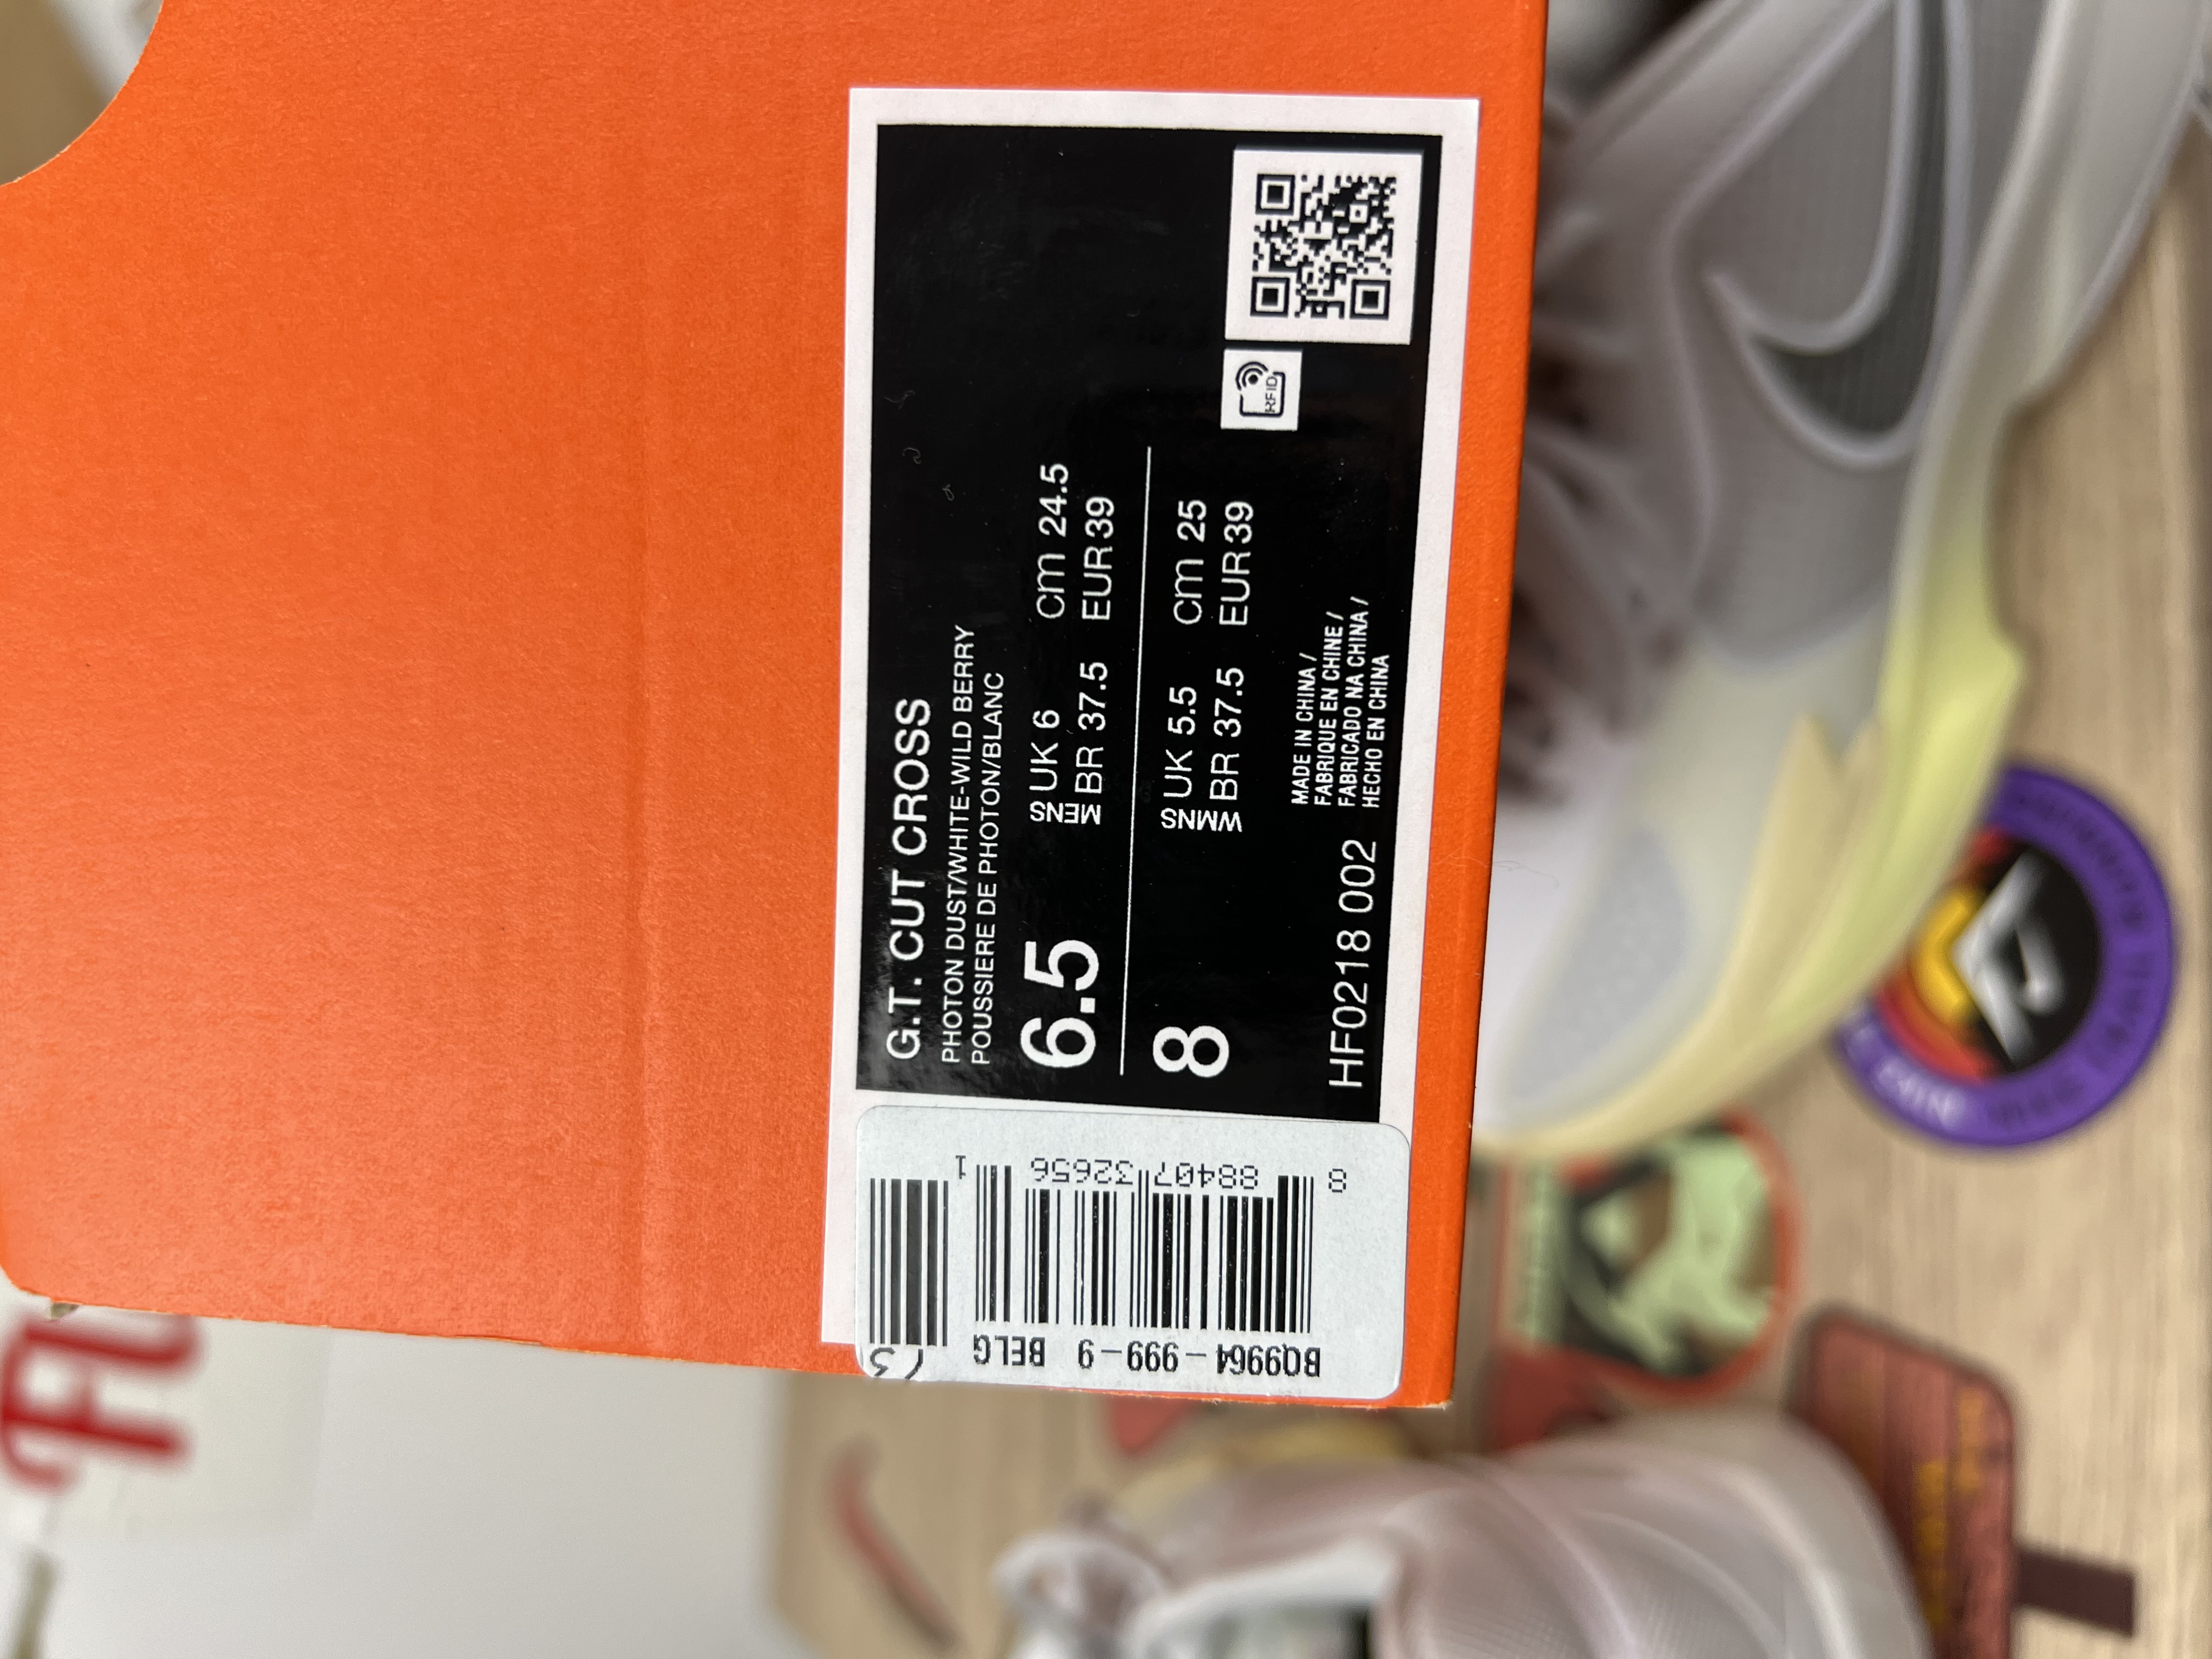 G.T. CUT CROSS
PHOTON DUST/WHITE-WILD BERRY
POUSSIERE DE PHOTON/BLANC
6.5
MENS
UK 6
cm 24.5
BR 37.5
EUR 39
8
WMNS
UK 5.5
cm 25
BR 37.5
EUR 39
HF0218 002
MADE IN CHINA /
FABRIQUE EN CHINE /
FABRICADO NA CHINA /
HECHO EN CHINA
RFID
BQ9964-999-9 BELG
73
8 88407 32656 1